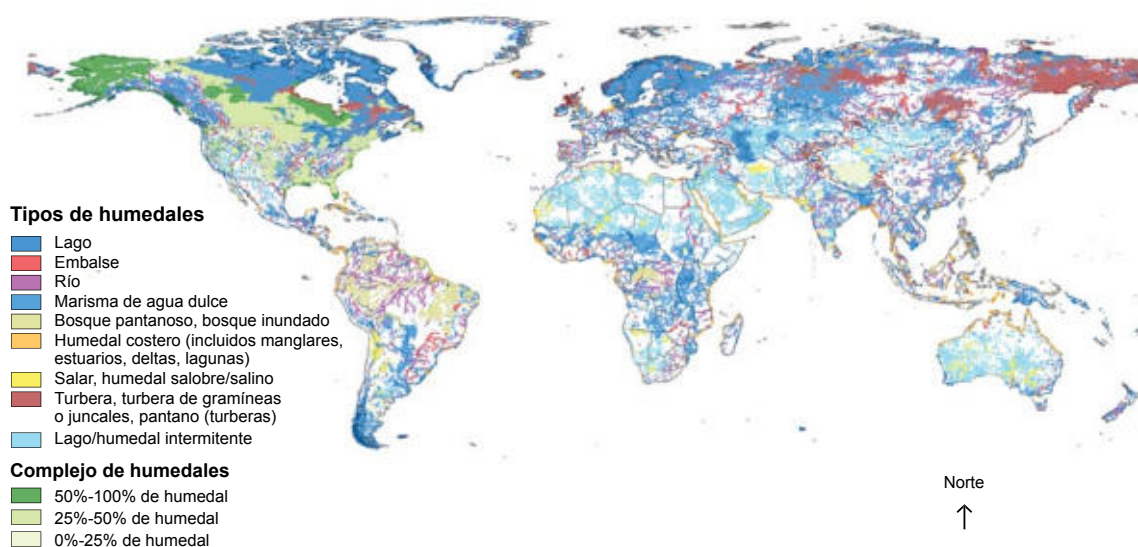 Tipos de humedales
Lago
Embalse
Río
Marisma de agua dulce
Bosque pantanoso, bosque inundado
Humedal costero (incluidos manglares,
estuarios, deltas, lagunas)
Salar, humedal salobre/salino
Turbera, turbera de gramíneas
o juncales, pantano (turberas)
Lago/humedal intermitente
Complejo de humedales
50%-100% de humedal
25%-50% de humedal
0%-25% de humedal
Norte